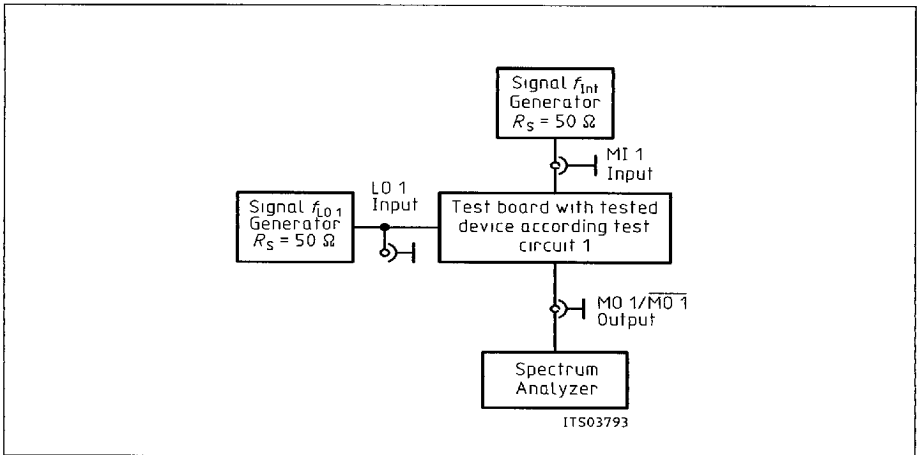 Signal f_Int
Generator
R_S = 50 Ω
MI 1
Input
LO 1
Input
Signal f_LO 1
Generator
R_S = 50 Ω
Test board with tested
device according test
circuit 1
MO 1/M̅O̅ ̅1̅
Output
Spectrum
Analyzer
ITS03793